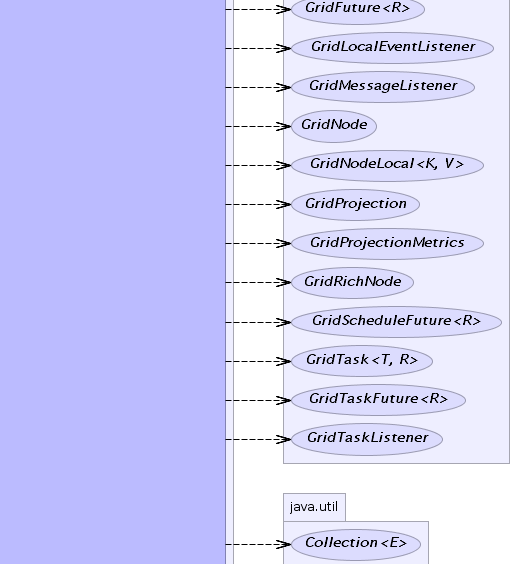 GridFuture<R>
GridLocalEventListener
GridMessageListener
GridNode
GridNodeLocal<K, V>
GridProjection
GridProjectionMetrics
GridRichNode
GridScheduleFuture<R>
GridTask<T, R>
GridTaskFuture<R>
GridTaskListener
java.util
Collection<E>